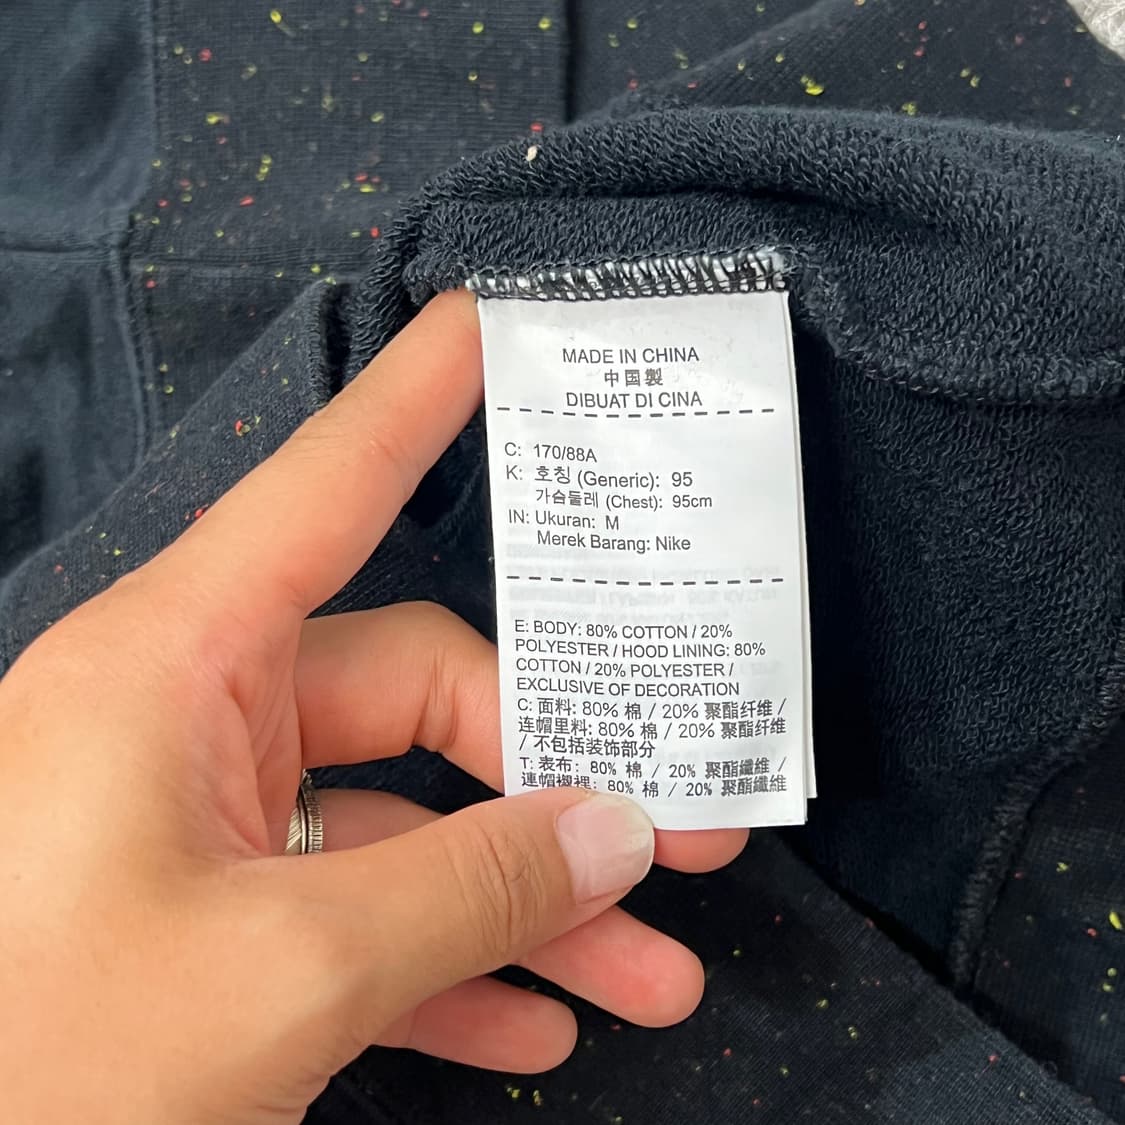 MADE IN CHINA
中国製
DIBUAT DI CINA
C: 170/88A
K: 호칭 (Generic): 95
가슴둘레 (Chest): 95cm
IN: Ukuran: M
Merek Barang: Nike
E: BODY: 80% COTTON / 20%
POLYESTER / HOOD LINING: 80%
COTTON / 20% POLYESTER /
EXCLUSIVE OF DECORATION
C: 面料: 80% 棉 / 20% 聚酯纤维 /
连帽里料: 80% 棉 / 20% 聚酯纤维
/ 不包括装饰部分
T: 表布: 80% 棉 / 20% 聚酯纖維 /
連帽襯裡: 80% 棉 / 20% 聚酯纖維